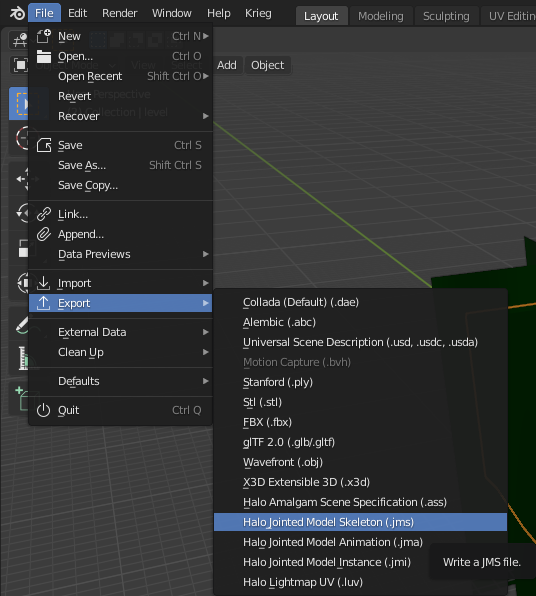 File Edit Render Window Help Krieg Layout Modeling Sculpting UV Editin
New Ctrl N
Open... Ctrl O
Open Recent Shift Ctrl O
Add Object
Revert
Perspective
Collection | level
Recover
Save Ctrl S
Save As... Shift Ctrl S
Save Copy...
Link...
Append...
Data Previews
Import
Export
External Data
Clean Up
Defaults
Quit Ctrl Q
Collada (Default) (.dae)
Alembic (.abc)
Universal Scene Description (.usd, .usdc, .usda)
Motion Capture (.bvh)
Stanford (.ply)
Stl (.stl)
FBX (.fbx)
glTF 2.0 (.glb/.gltf)
Wavefront (.obj)
X3D Extensible 3D (.x3d)
Halo Amalgam Scene Specification (.ass)
Halo Jointed Model Skeleton (.jms)
Halo Jointed Model Animation (.jma)
Halo Jointed Model Instance (.jmi)
Write a JMS file.
Halo Lightmap UV (.luv)